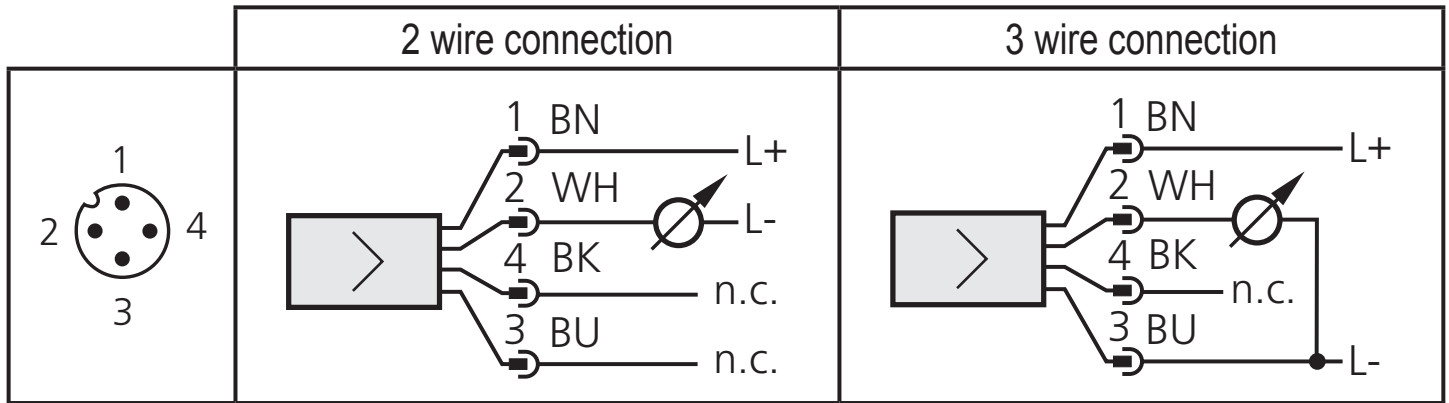 2 wire connection
3 wire connection
1
2 4
3
1 BN
L+
2 WH
L-
4 BK
n.c.
3 BU
n.c.
1 BN
L+
2 WH
4 BK
n.c.
3 BU
L-